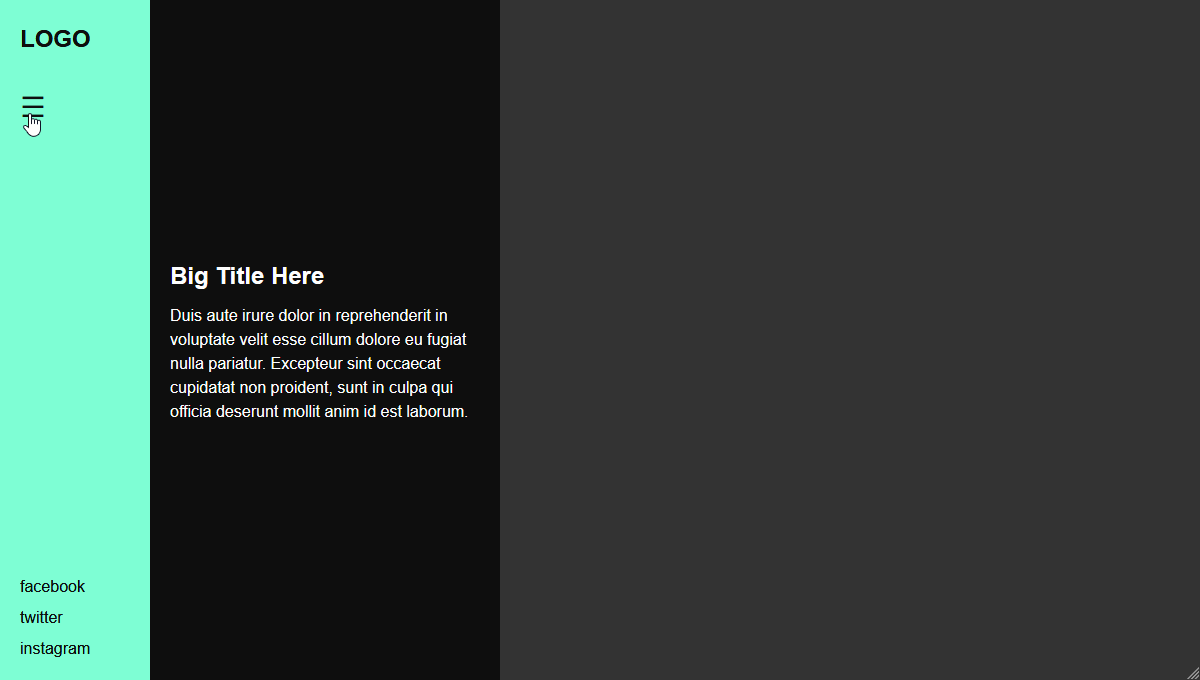 LOGO
Big Title Here
Duis aute irure dolor in reprehenderit in
voluptate velit esse cillum dolore eu fugiat
nulla pariatur. Excepteur sint occaecat
cupidatat non proident, sunt in culpa qui
officia deserunt mollit anim id est laborum.
facebook
twitter
instagram